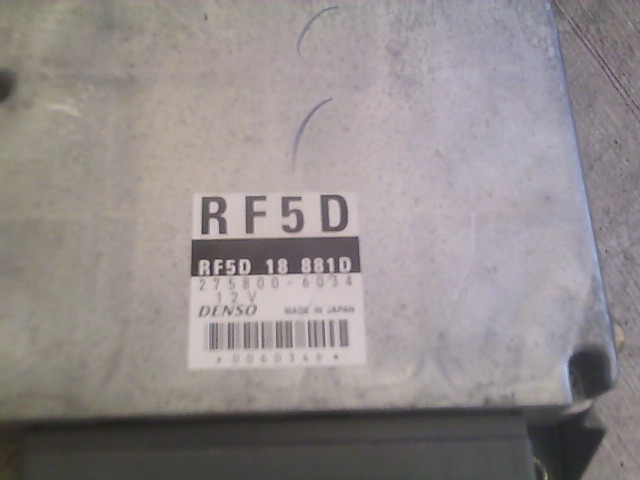 RF5D
RF5D 18 881D
275800-6034
12V
DENSO MADE IN JAPAN